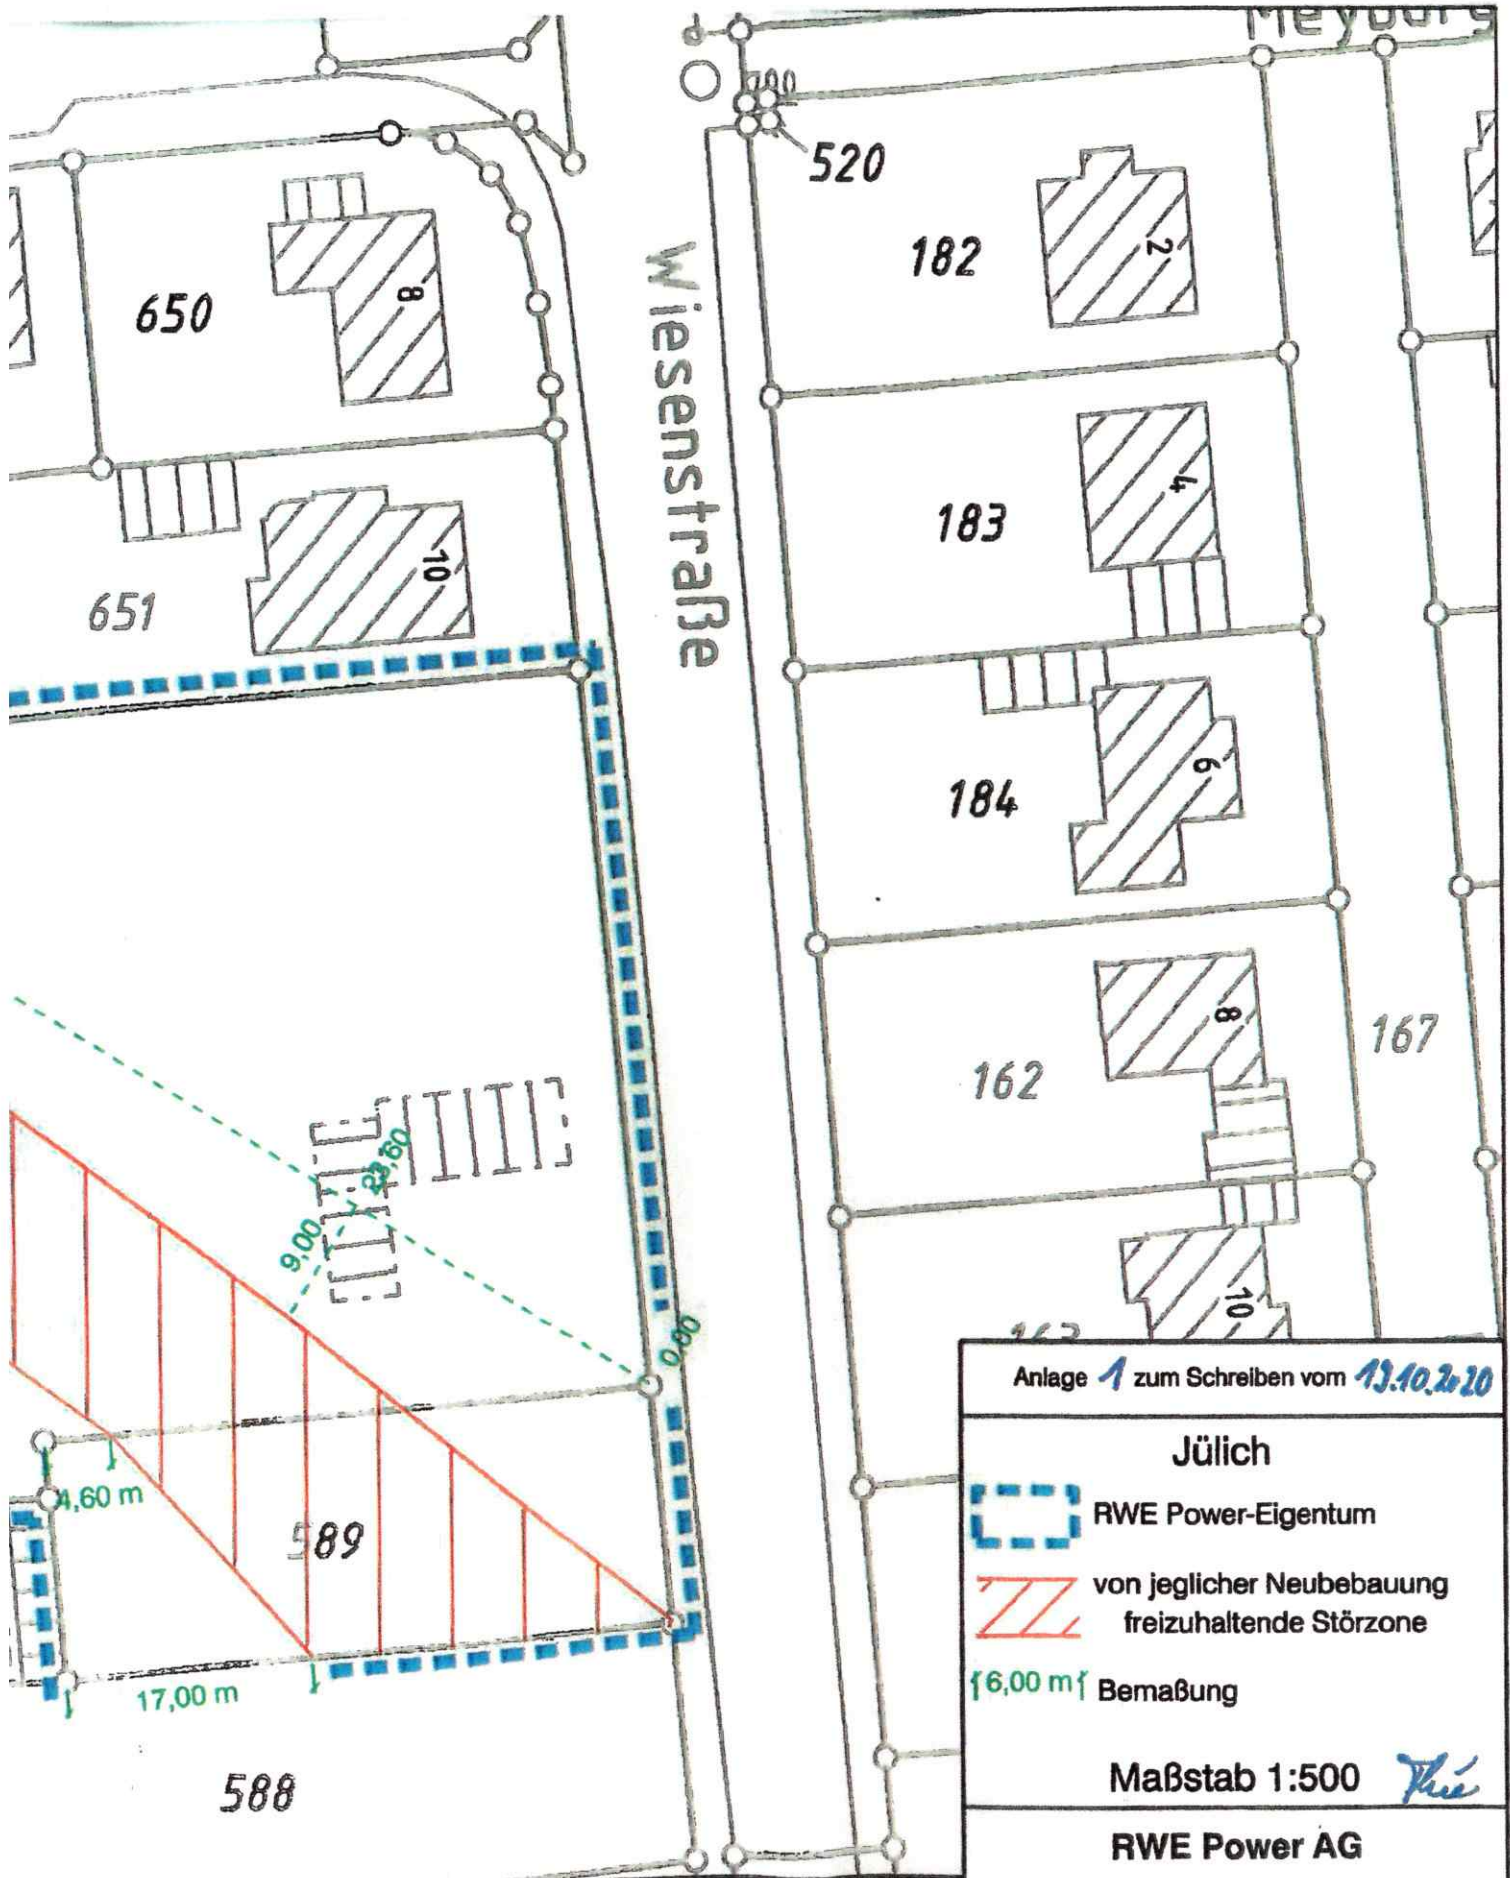 Meyburg
520
182
2
650
8
Wiesenstraße
183
4
10
651
184
6
8
167
162
23,60
9,00
10
0,00
Anlage 1 zum Schreiben vom 19.10.2020
Jülich
4,60 m
RWE Power-Eigentum
589
von jeglicher Neubebauung
freizuhaltende Störzone
17,00 m
6,00 m Bemaßung
588
Maßstab 1:500
RWE Power AG